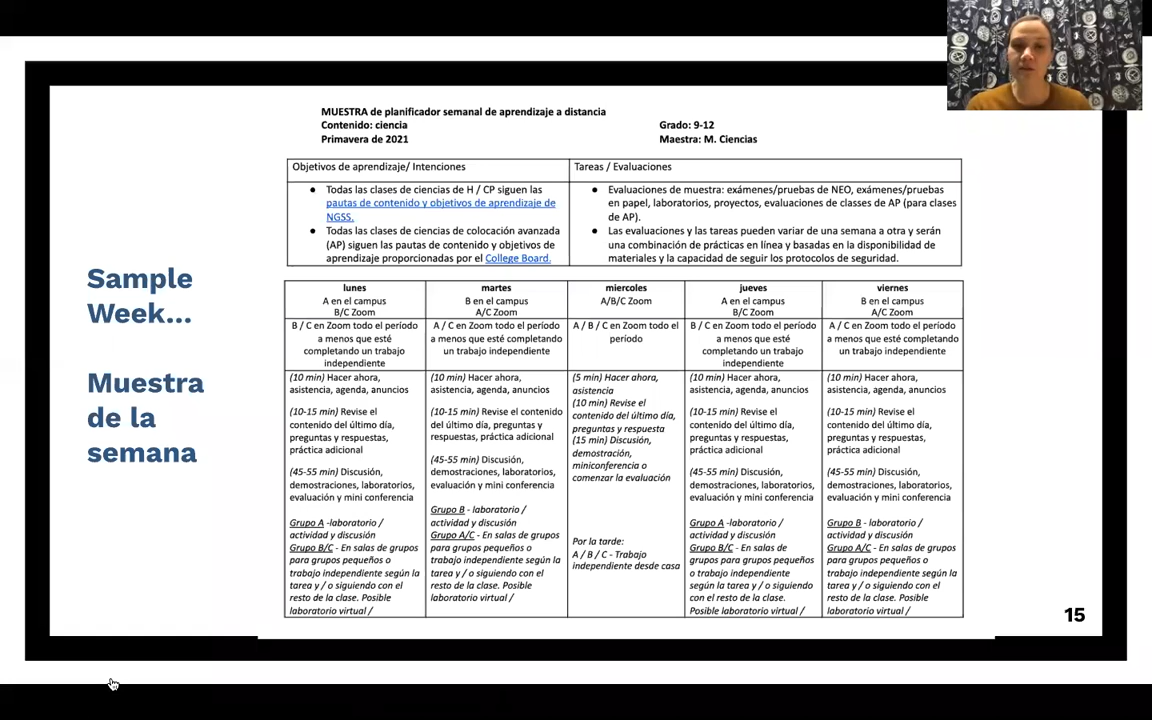 MUESTRA de planificador semanal de aprendizaje a distancia
Contenido: ciencia
Grado: 9-12
Primavera de 2021
Maestra: M. Ciencias
Objetivos de aprendizaje/ Intenciones
● Todas las clases de ciencias de H / CP siguen las
pautas de contenido y objetivos de aprendizaje de
NGSS.
● Todas las clases de ciencias de colocación avanzada
(AP) siguen las pautas de contenido y objetivos de
aprendizaje proporcionadas por el College Board.
Tareas / Evaluaciones
● Evaluaciones de muestra: exámenes/pruebas de NEO, exámenes/pruebas
en papel, laboratorios, proyectos, evaluaciones de classes de AP (para clases
de AP).
● Las evaluaciones y las tareas pueden variar de una semana a otra y serán
una combinación de prácticas en línea y basadas en la disponibilidad de
materiales y la capacidad de seguir los protocolos de seguridad.
Sample
Week...
Muestra
de la
semana
lunes
A en el campus
B/C Zoom
B / C en Zoom todo el período
a menos que esté
completando un trabajo
independiente
(10 min) Hacer ahora,
asistencia, agenda, anuncios
(10-15 min) Revise el
contenido del último día,
preguntas y respuestas,
práctica adicional
(45-55 min) Discusión,
demostraciones, laboratorios,
evaluación y mini conferencia
Grupo A -laboratorio /
actividad y discusión
Grupo B/C - En salas de grupos
para grupos pequeños o
trabajo independiente según la
tarea y / o siguiendo con el
resto de la clase. Posible
laboratorio virtual /
martes
B en el campus
A/C Zoom
A / C en Zoom todo el período
a menos que esté completando
un trabajo independiente
(10 min) Hacer ahora,
asistencia, agenda, anuncios
(10-15 min) Revise el contenido
del último día, preguntas y
respuestas, práctica adicional
(45-55 min) Discusión,
demostraciones, laboratorios,
evaluación y mini conferencia
Grupo B - laboratorio /
actividad y discusión
Grupo A/C - En salas de grupos
para grupos pequeños o trabajo
independiente según la
tarea y / o siguiendo con el
resto de la clase. Posible
laboratorio virtual /
miercoles
A/B/C Zoom
A / B / C en Zoom todo el
período
(5 min) Hacer ahora,
asistencia
(10 min) Revise el
contenido del último día,
preguntas y respuesta
(15 min) Discusión,
demostración,
miniconferencia o
comenzar la evaluación
Por la tarde:
A / B / C - Trabajo
independiente desde casa
jueves
A en el campus
B/C Zoom
B / C en Zoom todo el período
a menos que esté
completando un trabajo
independiente
(10 min) Hacer ahora,
asistencia, agenda, anuncios
(10-15 min) Revise el
contenido del último día,
preguntas y respuestas,
práctica adicional
(45-55 min) Discusión,
demostraciones, laboratorios,
evaluación y mini conferencia
Grupo A - laboratorio /
actividad y discusión
Grupo B/C - En salas de
grupos para grupos pequeños
o trabajo independiente según
la tarea y / o siguiendo
con el resto de la clase.
Posible laboratorio virtual /
viernes
B en el campus
A/C Zoom
A / C en Zoom todo el período
a menos que esté completando
un trabajo independiente
(10 min) Hacer ahora,
asistencia, agenda, anuncios
(10-15 min) Revise el
contenido del último día,
preguntas y respuestas,
práctica adicional
(45-55 min) Discusión,
demostraciones, laboratorios,
evaluación y mini conferencia
Grupo B - laboratorio /
actividad y discusión
Grupo A/C - En salas de
grupos para grupos pequeños o
trabajo independiente según la
tarea y / o siguiendo con el
resto de la clase. Posible
laboratorio virtual /
15